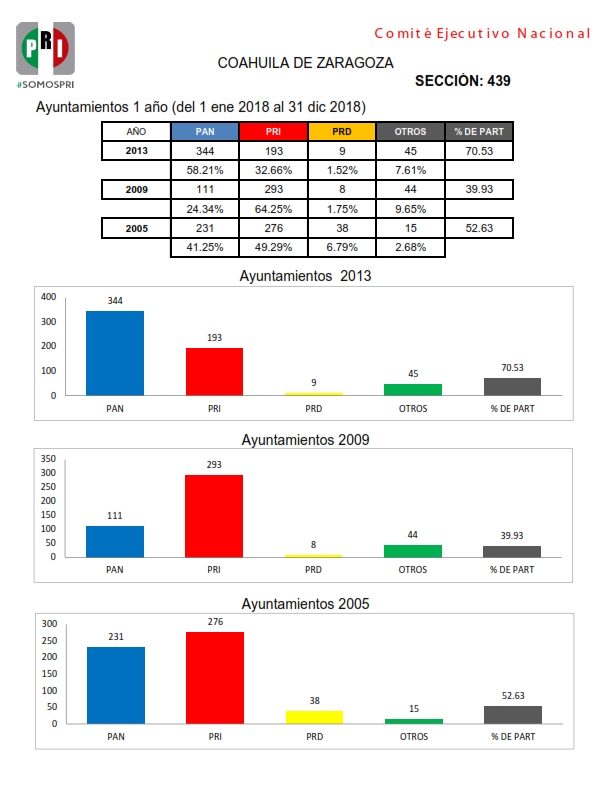 Comité Ejecutivo Nacional
PRI
#SOMOSPRI
COAHUILA DE ZARAGOZA
SECCIÓN: 439
Ayuntamientos 1 año (del 1 ene 2018 al 31 dic 2018)
AÑO PAN PRI PRD OTROS % DE PART
2013 344 193 9 45 70.53
58.21% 32.66% 1.52% 7.61%
2009 111 293 8 44 39.93
24.34% 64.25% 1.75% 9.65%
2005 231 276 38 15 52.63
41.25% 49.29% 6.79% 2.68%
Ayuntamientos 2013
400
300
200
100
0
344 193 9 45 70.53
PAN PRI PRD OTROS % DE PART
Ayuntamientos 2009
350
300
250
200
150
100
50
0
111 293 8 44 39.93
PAN PRI PRD OTROS % DE PART
Ayuntamientos 2005
300
250
200
150
100
50
0
231 276 38 15 52.63
PAN PRI PRD OTROS % DE PART